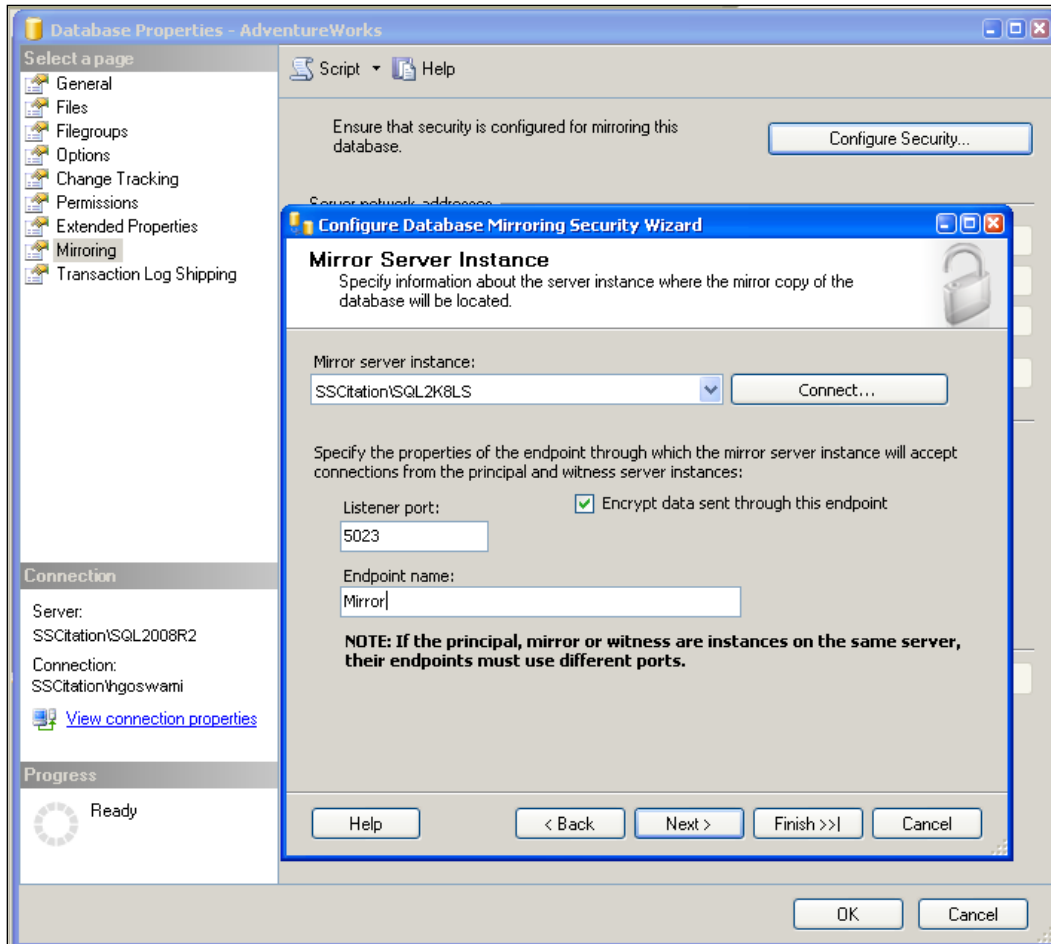 Database Properties - AdventureWorks
Select a page
General
Files
Filegroups
Options
Change Tracking
Permissions
Extended Properties
Mirroring
Transaction Log Shipping
Script
Help
Ensure that security is configured for mirroring this
database.
Configure Security...
Server network addresses
Configure Database Mirroring Security Wizard
Mirror Server Instance
Specify information about the server instance where the mirror copy of the
database will be located.
Mirror server instance:
SSCitation\SQL2K8LS
Connect...
Specify the properties of the endpoint through which the mirror server instance will accept
connections from the principal and witness server instances:
Listener port:
Encrypt data sent through this endpoint
5023
Endpoint name:
Mirror
NOTE: If the principal, mirror or witness are instances on the same server,
their endpoints must use different ports.
Help
< Back
Next >
Finish >>|
Cancel
Connection
Server:
SSCitation\SQL2008R2
Connection:
SSCitation\hgoswami
View connection properties
Progress
Ready
OK
Cancel